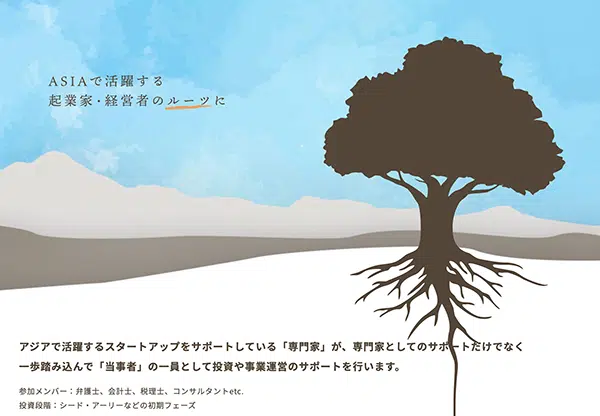 ASIAで活躍する
起業家・経営者のルーツに
アジアで活躍するスタートアップをサポートしている「専門家」が、専門家としてのサポートだけでなく
一歩踏み込んで「当事者」の一員として投資や事業運営のサポートを行います。
参加メンバー：弁護士、会計士、税理士、コンサルタントetc.
投資段階：シード・アーリーなどの初期フェーズ